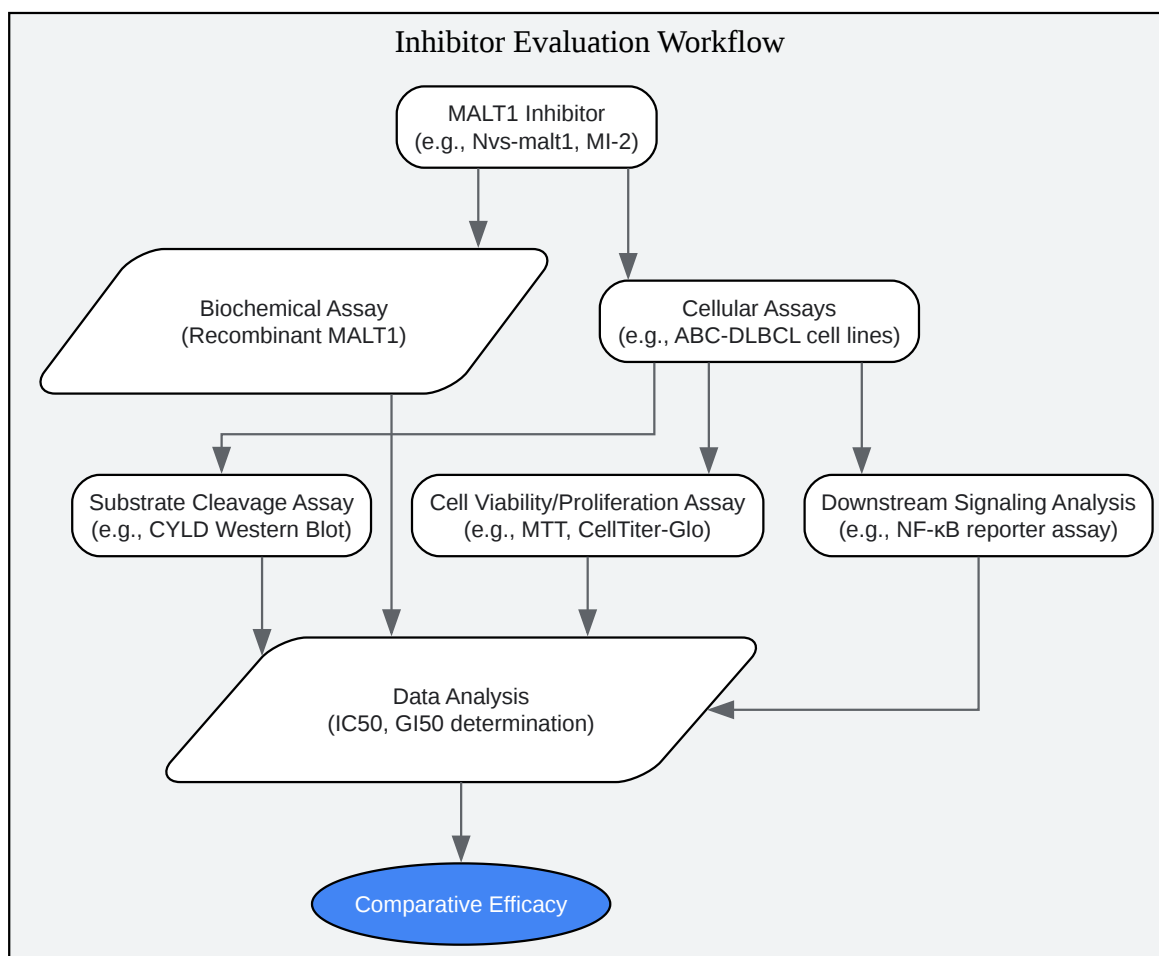 Inhibitor Evaluation Workflow
MALT1 Inhibitor
(e.g., Nvs-malt1, MI-2)
Biochemical Assay
(Recombinant MALT1)
Cellular Assays
(e.g., ABC-DLBCL cell lines)
Substrate Cleavage Assay
(e.g., CYLD Western Blot)
Cell Viability/Proliferation Assay
(e.g., MTT, CellTiter-Glo)
Downstream Signaling Analysis
(e.g., NF-κB reporter assay)
Data Analysis
(IC50, GI50 determination)
Comparative Efficacy